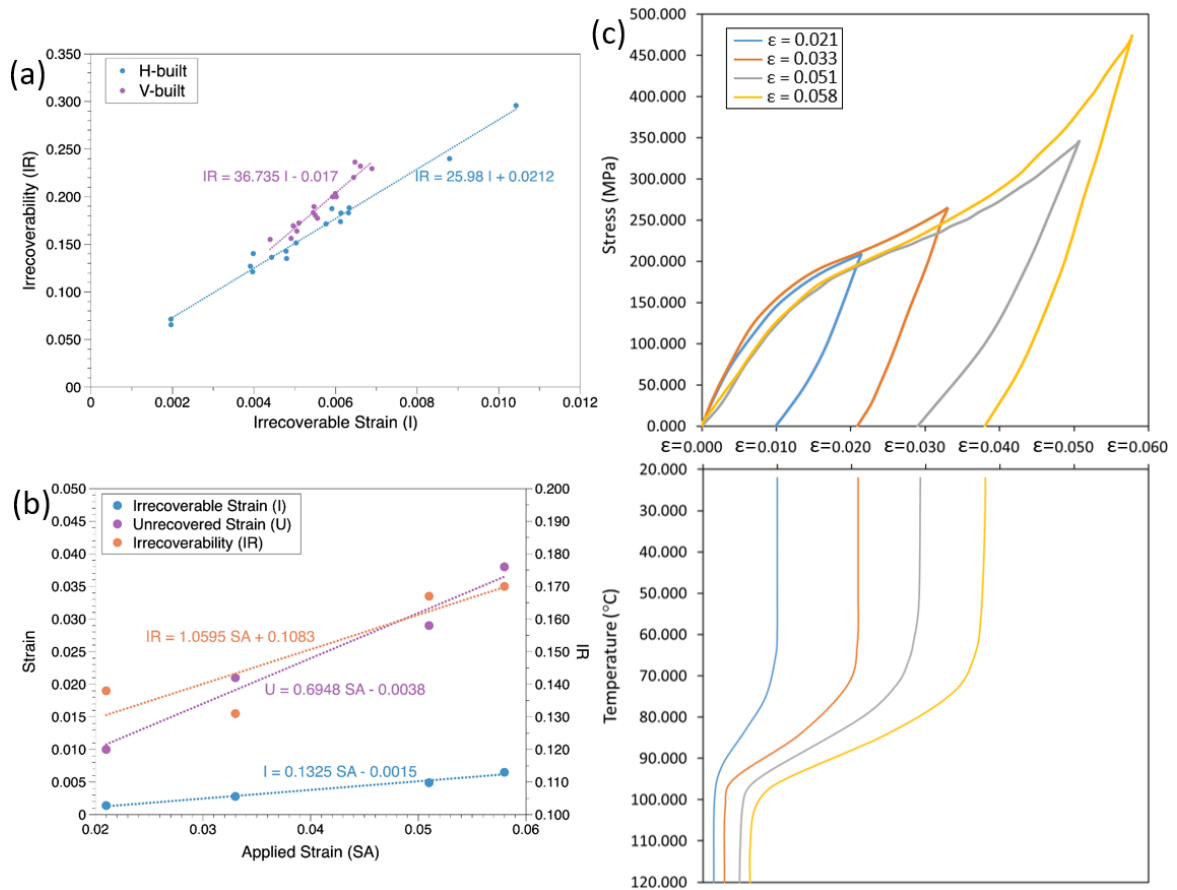 (a)
0.350
0.300
0.250
0.200
0.150
0.100
0.050
00
Irrecoverability (IR)
H-built
V-built
IR = 36.735 I - 0.017
IR = 25.98 I + 0.0212
0
0.002
0.004
0.006
0.008
0.010
0.012
Irrecoverable Strain (I)
(b)
0.050
0.045
0.040
0.035
0.030
0.025
0.020
0.015
0.010
0.005
0
Strain
Irrecoverable Strain (I)
Unrecovered Strain (U)
Irrecoverability (IR)
IR = 1.0595 SA + 0.1083
U = 0.6948 SA - 0.0038
I = 0.1325 SA - 0.0015
0.200
0.190
0.180
0.170
0.160
0.150
0.140
0.130
0.120
0.110
0.100
IR
0.02
0.03
0.04
0.05
0.06
Applied Strain (SA)
(c)
500.000
450.000
400.000
350.000
300.000
250.000
200.000
150.000
100.000
50.000
0.000
Stress (MPa)
ε = 0.021
ε = 0.033
ε = 0.051
ε = 0.058
ε=0.000
ε=0.010
ε=0.020
ε=0.030
ε=0.040
ε=0.050
ε=0.060
20.000
30.000
40.000
50.000
60.000
70.000
80.000
90.000
100.000
110.000
120.000
Temperature (°C)